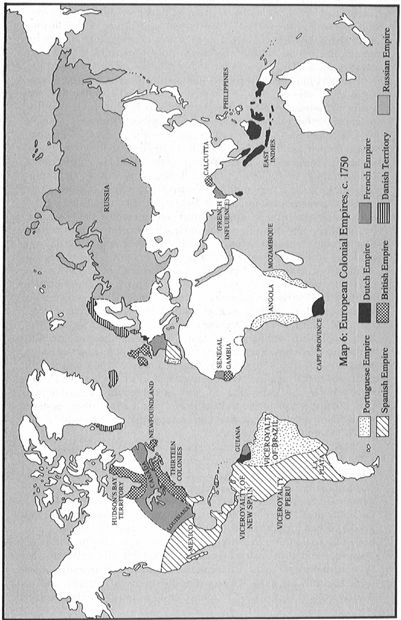 RUSSIA
HUDSON'S BAY
TERRITORY
NEWFOUNDLAND
THIRTEEN
COLONIES
LOUISIANA
MEXICO
SENEGAL
GAMBIA
CALCUTTA
(FRENCH
INFLUENCE)
PHILIPPINES
EAST
INDIES
GUIANA
VICEROYALTY OF
NEW SPAIN
VICEROYALTY
OF BRAZIL
VICEROYALTY
OF PERU
ANGOLA
MOZAMBIQUE
CAPE PROVINCE
Map 6: European Colonial Empires, c. 1750
Portuguese Empire
Dutch Empire
French Empire
Russian Empire
Spanish Empire
British Empire
Danish Territory